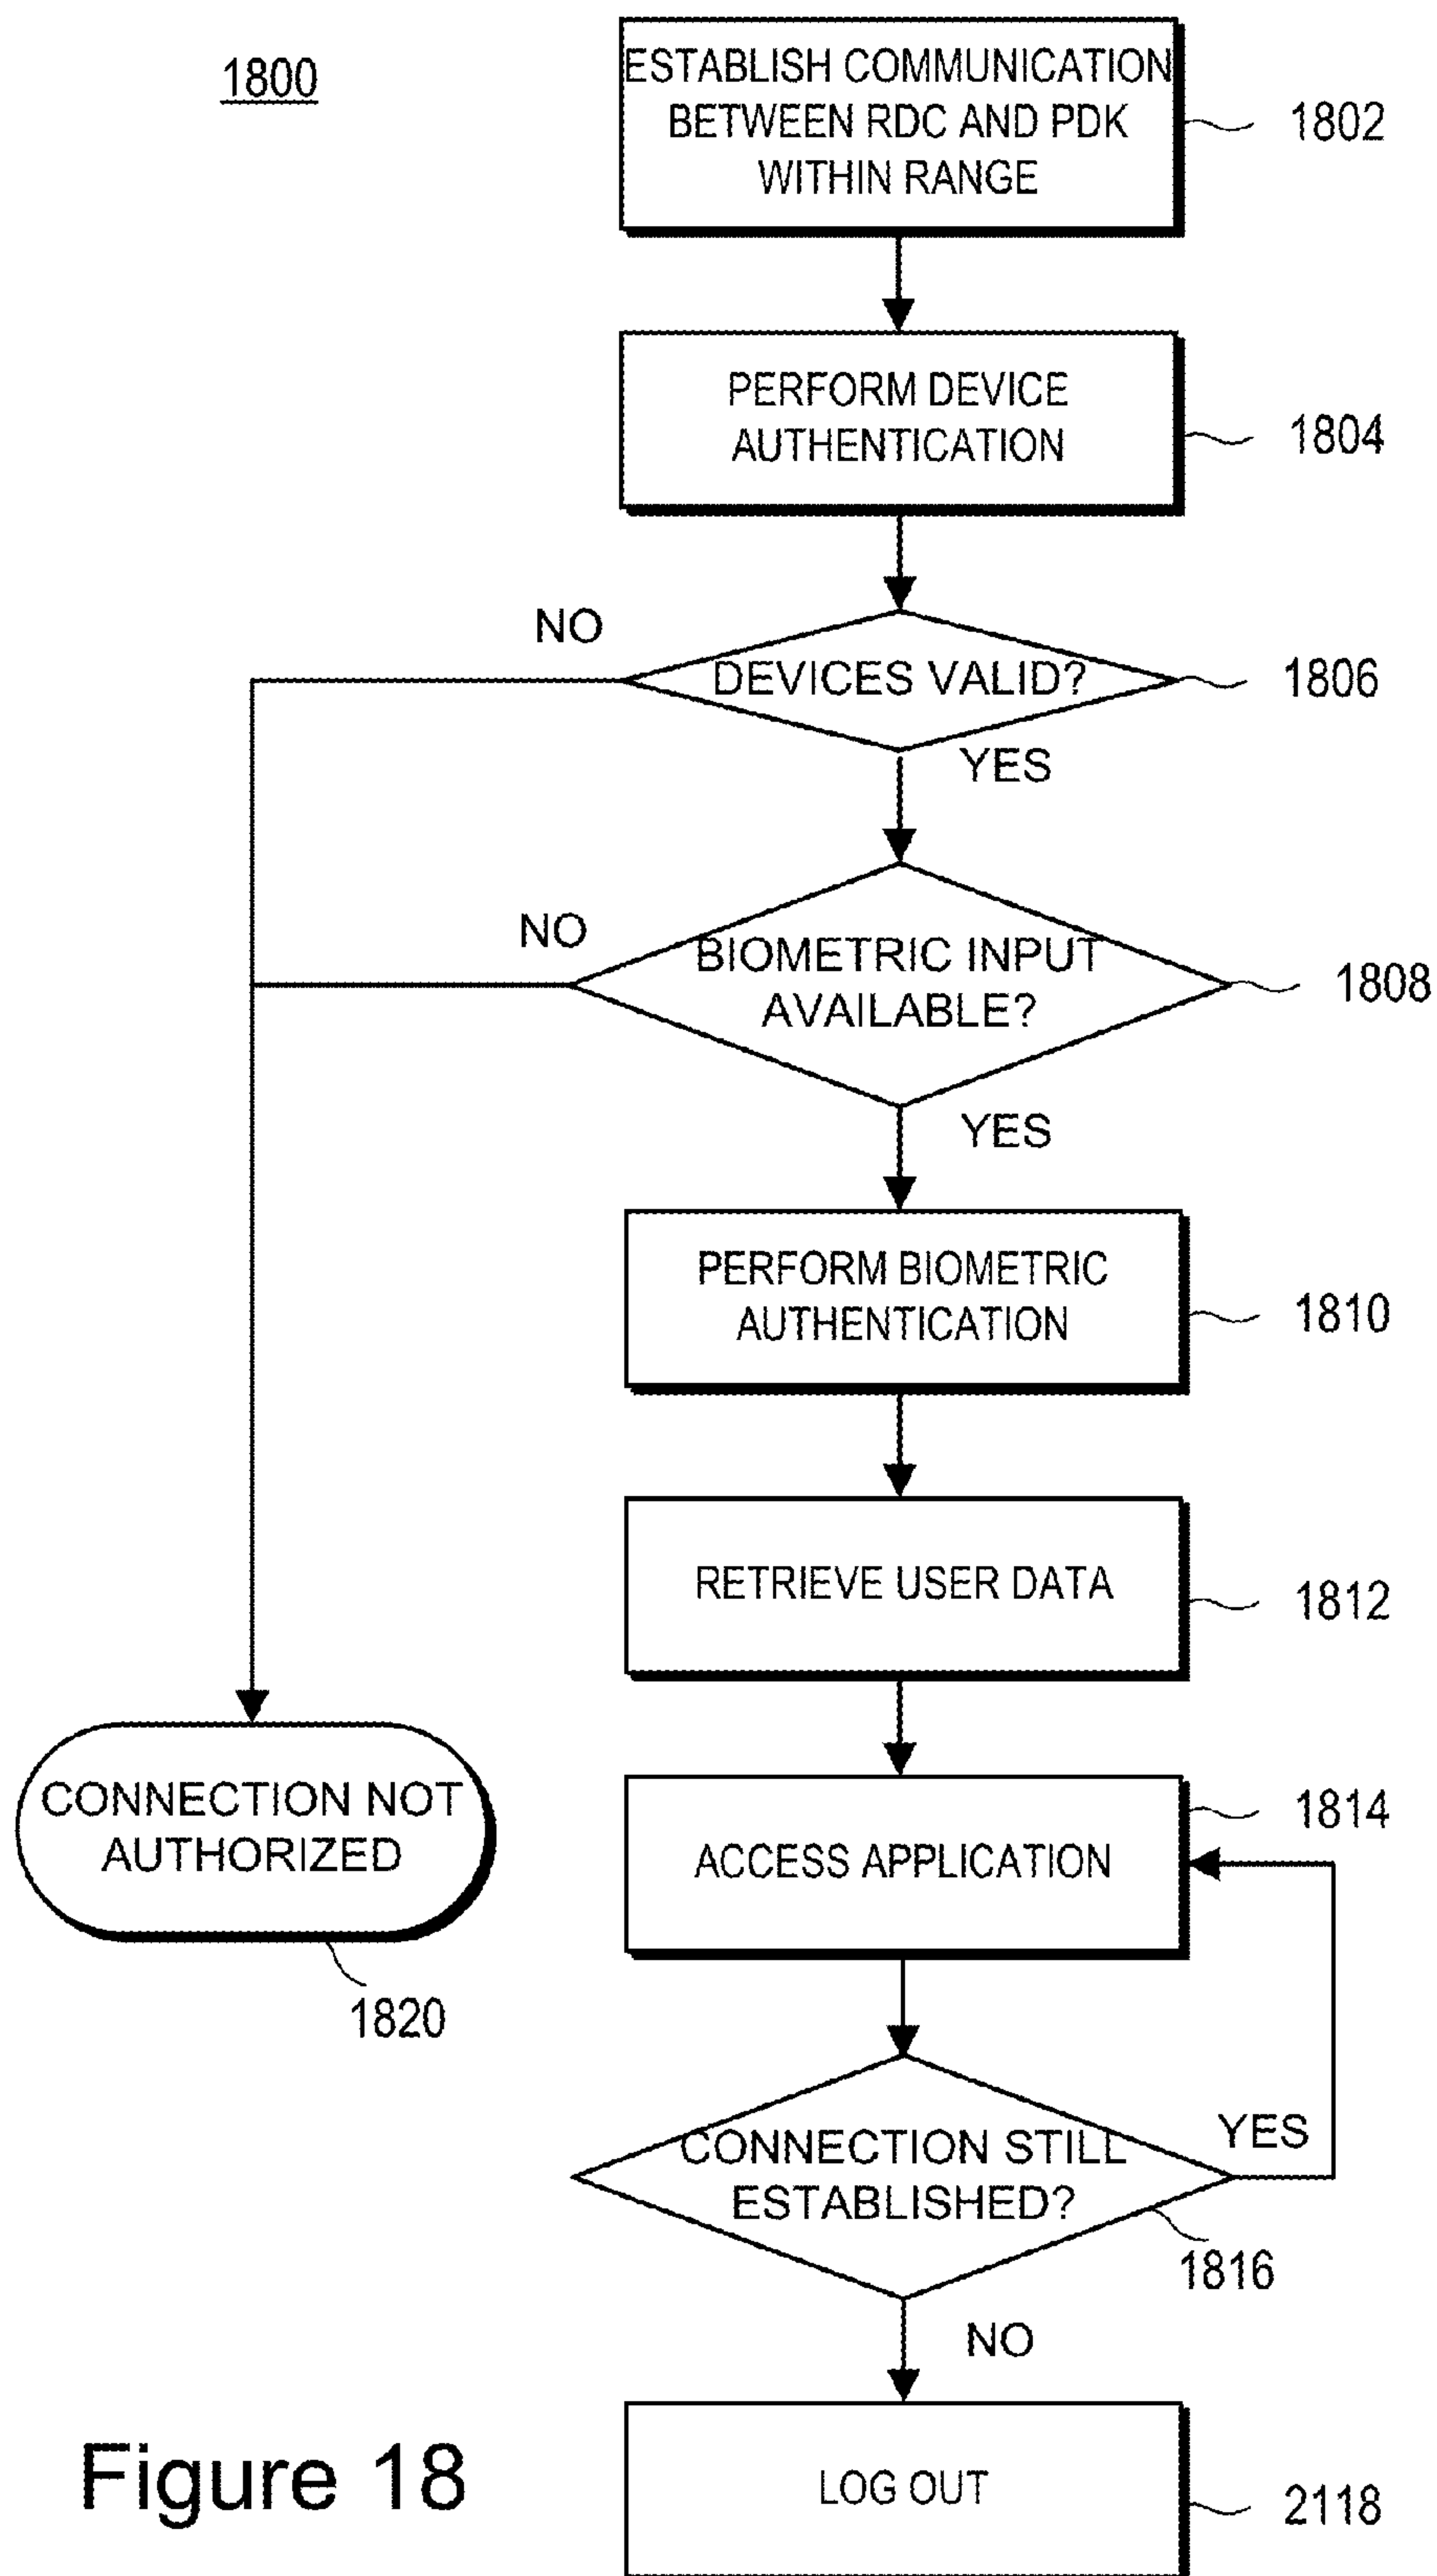 1800
ESTABLISH COMMUNICATION
BETWEEN RDC AND PDK
WITHIN RANGE
1802
PERFORM DEVICE
AUTHENTICATION
1804
NO
DEVICES VALID?
1806
YES
NO
BIOMETRIC INPUT
AVAILABLE?
1808
YES
PERFORM BIOMETRIC
AUTHENTICATION
1810
RETRIEVE USER DATA
1812
CONNECTION NOT
AUTHORIZED
1820
ACCESS APPLICATION
1814
CONNECTION STILL
ESTABLISHED?
YES
1816
NO
LOG OUT
2118
Figure 18